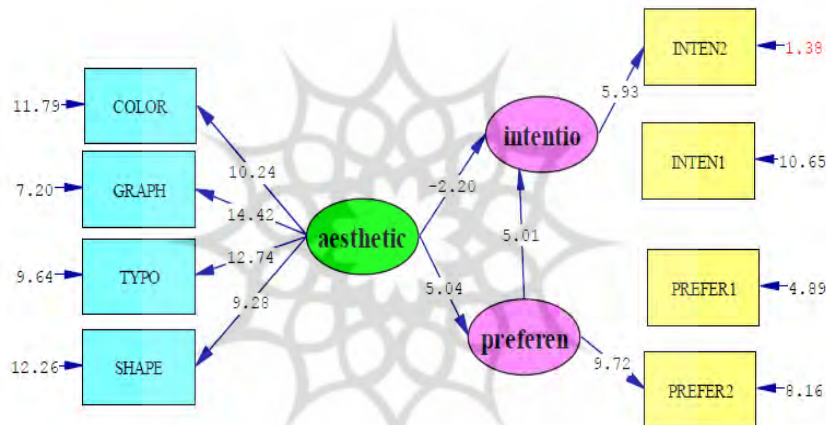 INTEN2
1.38
11.79
COLOR
5.93
intentio
10.24
INTEN1
10.65
7.20
GRAPH
-2.20
14.42
aesthetic
5.01
9.64
TYPO
12.74
5.04
PREFER1
4.89
9.28
preferen
12.26
SHAPE
9.72
PREFER2
8.16